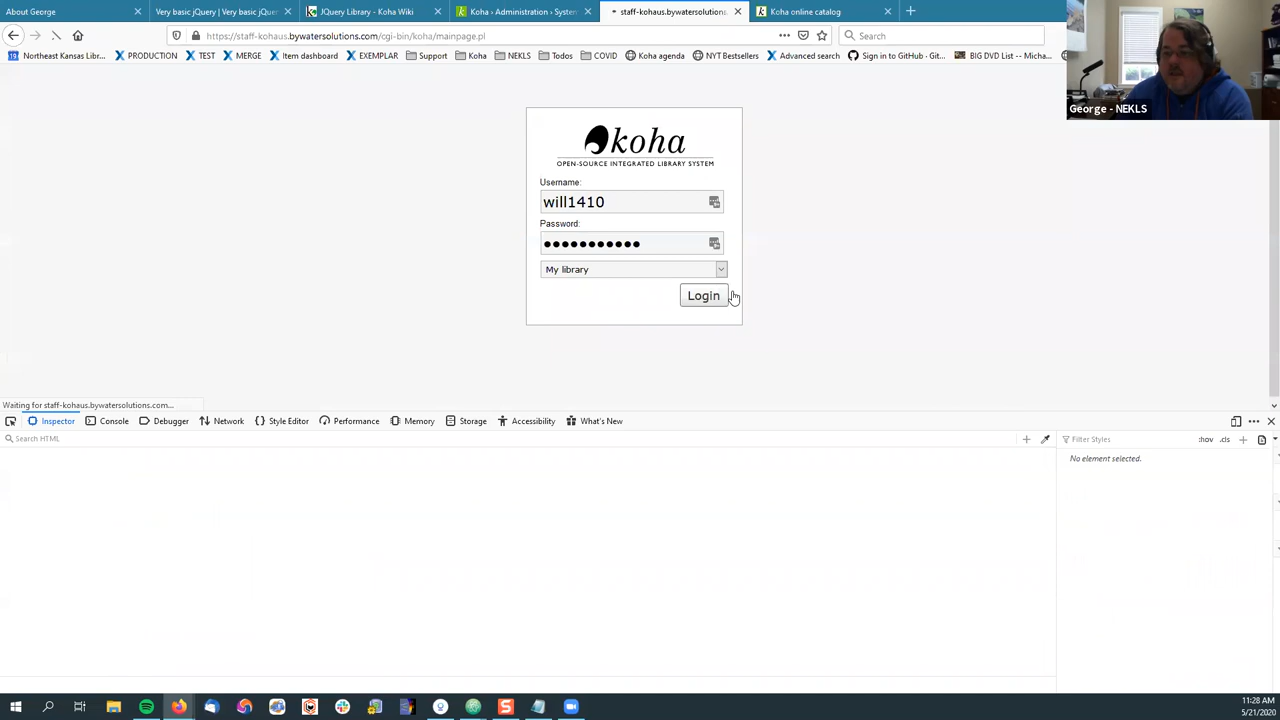 About George
Very basic jQuery | Very basic jQue
JQuery Library - Koha Wiki
Koha › Administration › System
staff-kohaus.bywatersolutions.
Koha online catalog
https://staff-kohaus.bywatersolutions.com/cgi-bin/koha/mainpage.pl
Search
Northeast Kansas Libr...
PRODUCTION
TEST
MERGE
Item dashboard
EXEMPLAR
Support
Koha
NEKLS
Todos
COVID
Koha agenda
NYT Bestsellers
Advanced search
Sign in to GitHub · Git...
BIG DVD List -- Micha...
George - NEKLS
koha
OPEN-SOURCE INTEGRATED LIBRARY SYSTEM
Username:
will1410
Password:
●●●●●●●●●●●
My library
Login
Waiting for staff-kohaus.bywatersolutions.com...
Inspector
Console
Debugger
Network
Style Editor
Performance
Memory
Storage
Accessibility
What's New
Search HTML
Filter Styles
:hov
.cls
No element selected.
11:28 AM
5/21/2020